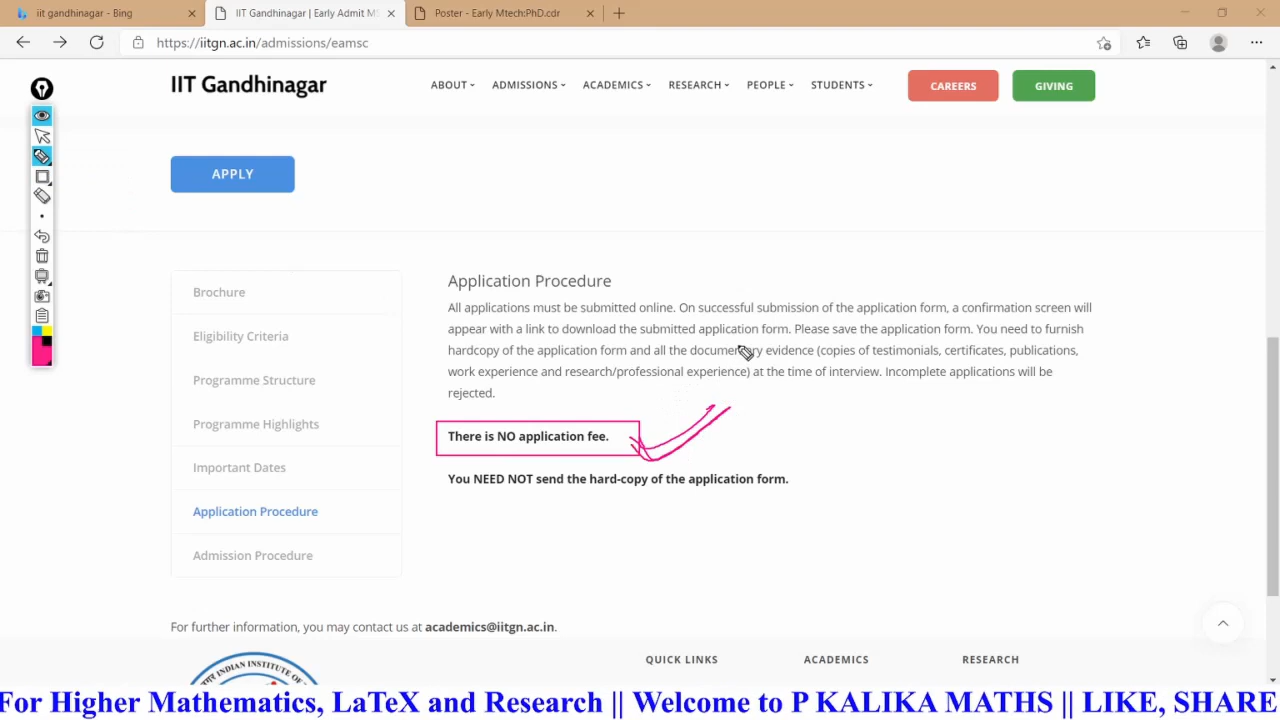 iit gandhinagar - Bing
IIT Gandhinagar | Early Admit MS
Poster - Early Mtech:PhD.cdr
https://iitgn.ac.in/admissions/eamsc
IIT Gandhinagar
ABOUT
ADMISSIONS
ACADEMICS
RESEARCH
PEOPLE
STUDENTS
CAREERS
GIVING
APPLY
Brochure
Eligibility Criteria
Programme Structure
Programme Highlights
Important Dates
Application Procedure
Admission Procedure
Application Procedure
All applications must be submitted online. On successful submission of the application form, a confirmation screen will
appear with a link to download the submitted application form. Please save the application form. You need to furnish
hardcopy of the application form and all the documentary evidence (copies of testimonials, certificates, publications,
work experience and research/professional experience) at the time of interview. Incomplete applications will be
rejected.
There is NO application fee.
You NEED NOT send the hard-copy of the application form.
For further information, you may contact us at academics@iitgn.ac.in.
INDIAN INSTITUTE OF
QUICK LINKS
ACADEMICS
RESEARCH
For Higher Mathematics, LaTeX and Research || Welcome to P KALIKA MATHS || LIKE, SHARE